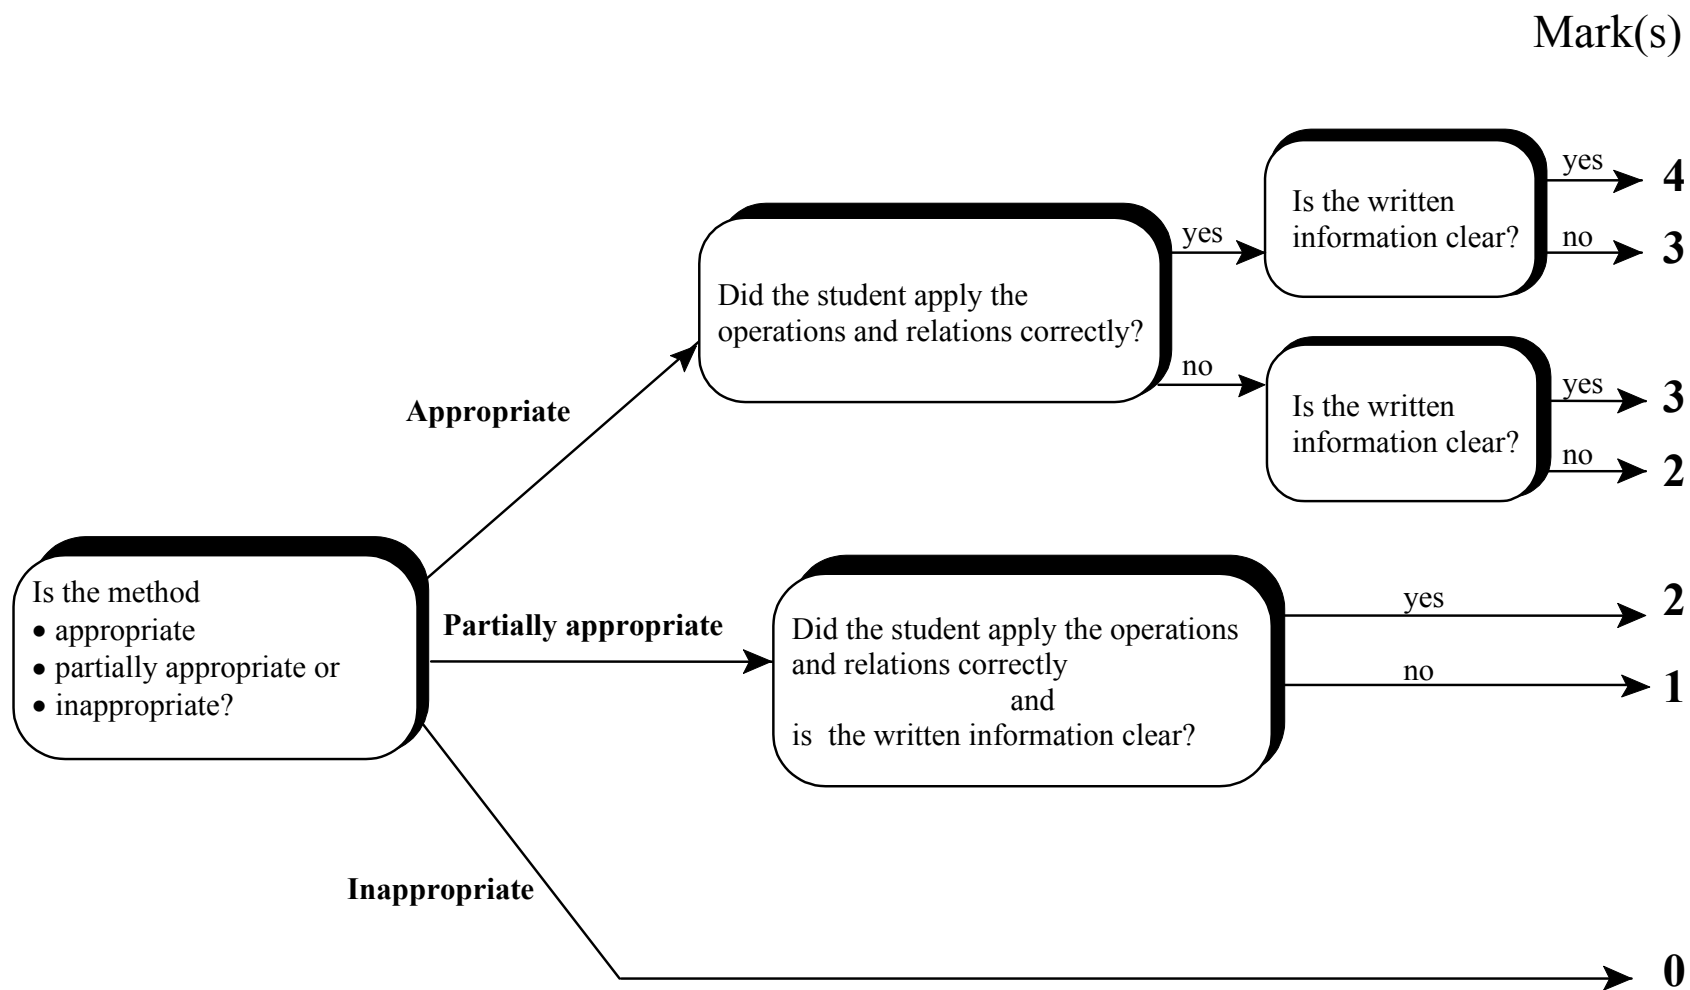 Mark(s)
yes
4
Is the written
information clear?
no
3
yes
Did the student apply the
operations and relations correctly?
no
yes
3
Is the written
information clear?
no
2
Appropriate
Is the method
• appropriate
• partially appropriate or
• inappropriate?
Partially appropriate
Did the student apply the operations
and relations correctly
and
is the written information clear?
yes
2
no
1
Inappropriate
0